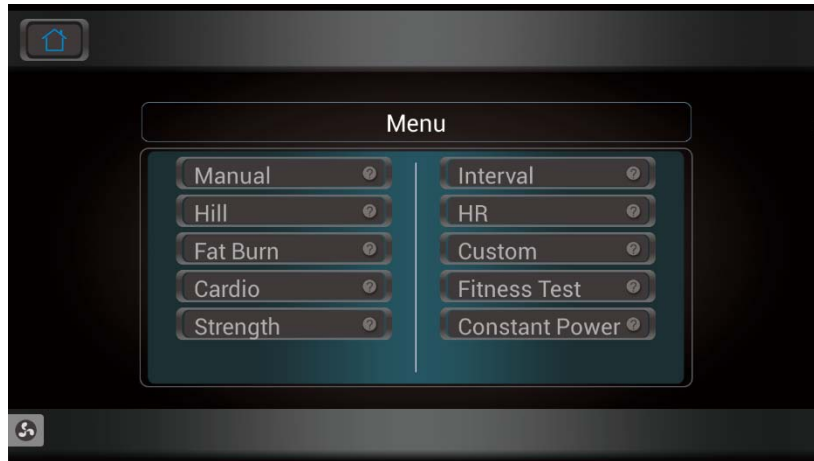 Menu
Manual
Hill
Fat Burn
Cardio
Strength
Interval
HR
Custom
Fitness Test
Constant Power